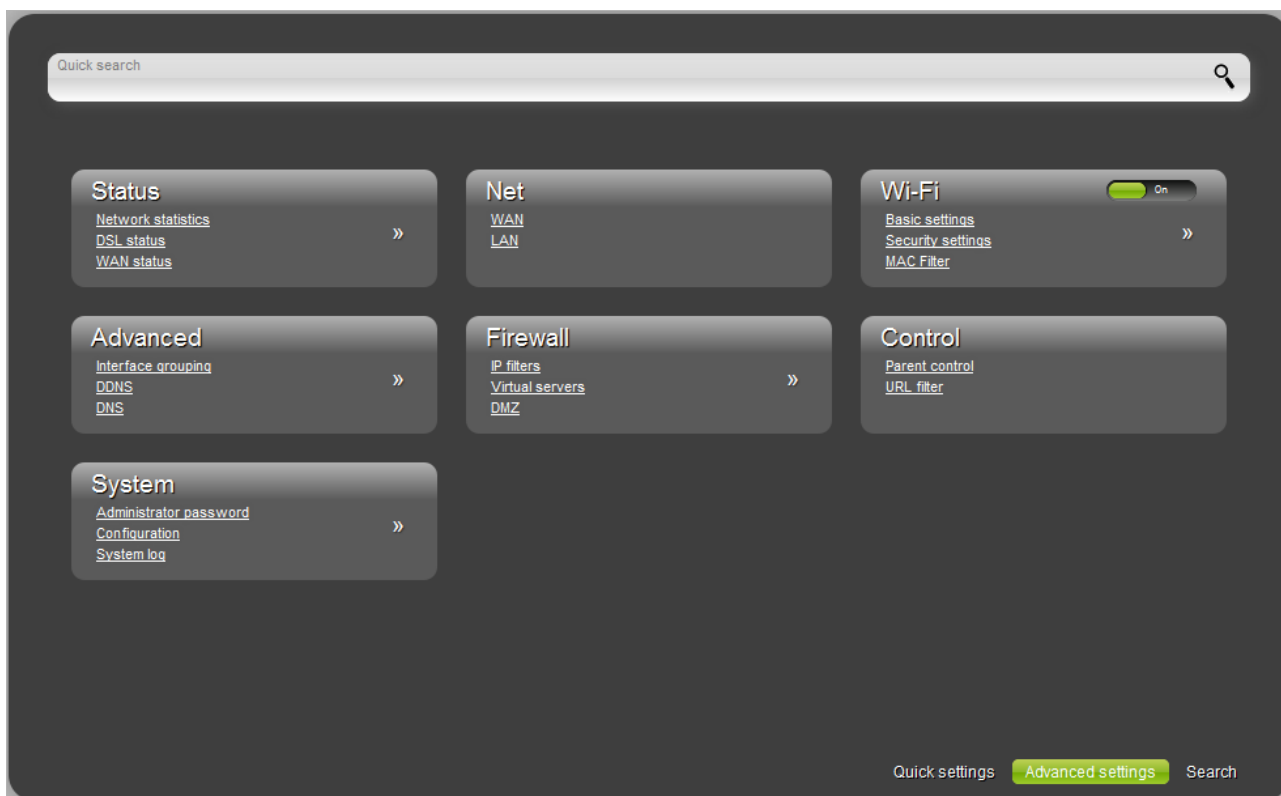 Quick search
Status
Network statistics
DSL status
WAN status
»
Net
WAN
LAN
Wi-Fi
On
Basic settings
Security settings
MAC Filter
»
Advanced
Interface grouping
DDNS
DNS
»
Firewall
IP filters
Virtual servers
DMZ
»
Control
Parent control
URL filter
System
Administrator password
Configuration
System log
»
Quick settings Advanced settings Search